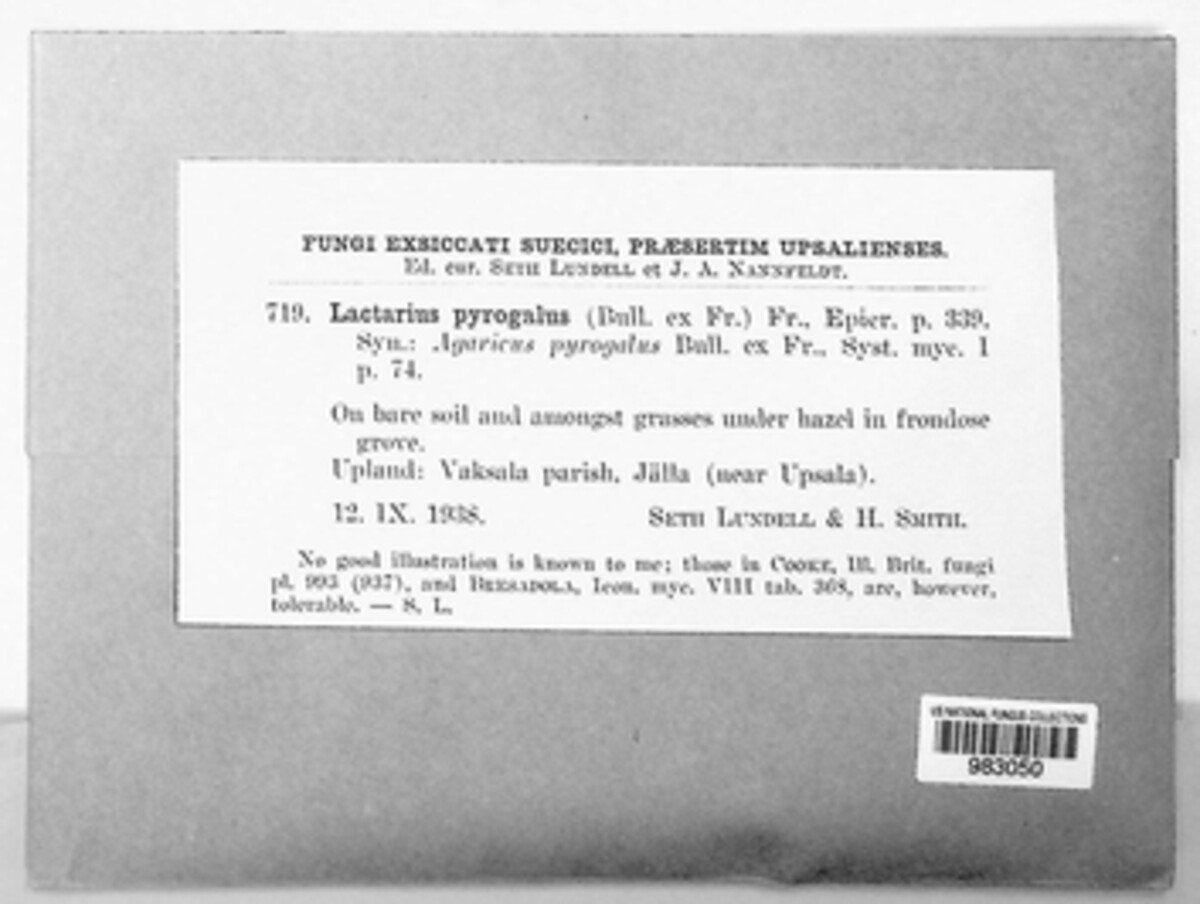 FUNGI EXSICCATI SUECICI, PRÆSERTIM UPSALIENSES.
Ed. cur. SETH LUNDELL et J. A. NANNFELDT.
719. Lactarius pyrogalus (Bull. ex Fr.) Fr., Epicr. p. 339.
Syn.: Agaricus pyrogalus Bull. ex Fr., Syst. myc. I
p. 74.
On bare soil and amongst grasses under hazel in frondose
grove.
Upland: Vaksala parish, Jälla (near Upsala).
12. IX. 1938. SETH LUNDELL & H. SMITH.
No good illustration is known to me; those in COOKE, Ill. Brit. fungi
pl. 993 (937), and BRESADOLA, Icon. myc. VIII tab. 368, are, however,
tolerable. — S. L.
US NATIONAL FUNGUS COLLECTIONS
983050